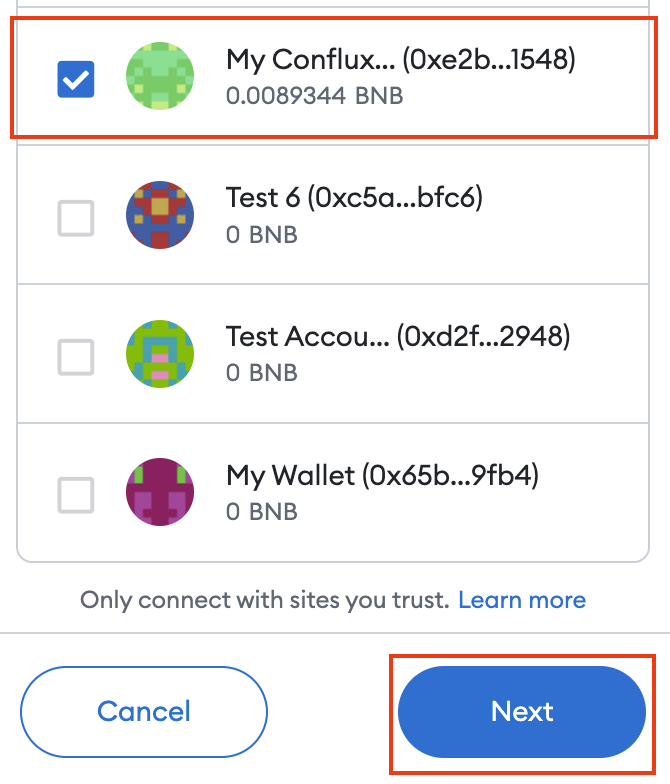 My Conflux... (0xe2b...1548)
0.0089344 BNB
Test 6 (0xc5a...bfc6)
0 BNB
Test Accou... (0xd2f...2948)
0 BNB
My Wallet (0x65b...9fb4)
0 BNB
Only connect with sites you trust. Learn more
Cancel
Next